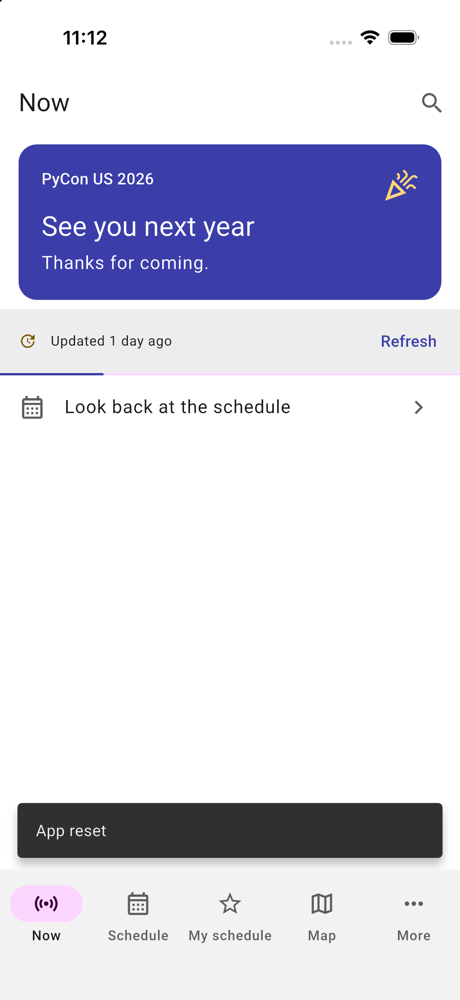 11:12
Now
PyCon US 2026
See you next year
Thanks for coming.
Updated 1 day ago
Refresh
Look back at the schedule
App reset
Now
Schedule
My schedule
Map
More